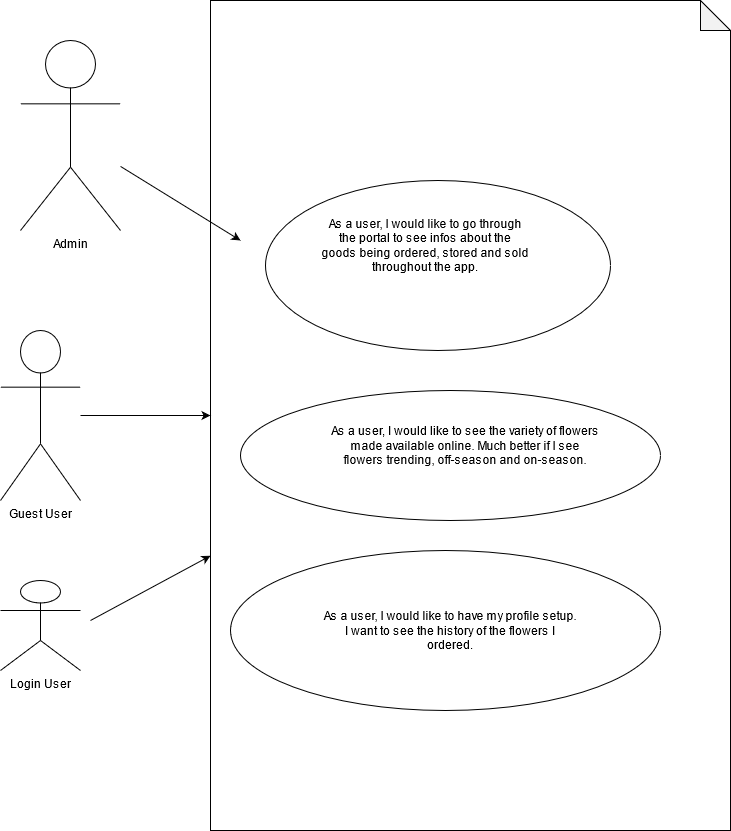 Admin
As a user, I would like to go through
the portal to see infos about the
goods being ordered, stored and sold
throughout the app.
Guest User
As a user, I would like to see the variety of flowers
made available online. Much better if I see
flowers trending, off-season and on-season.
Login User
As a user, I would like to have my profile setup.
I want to see the history of the flowers I
ordered.